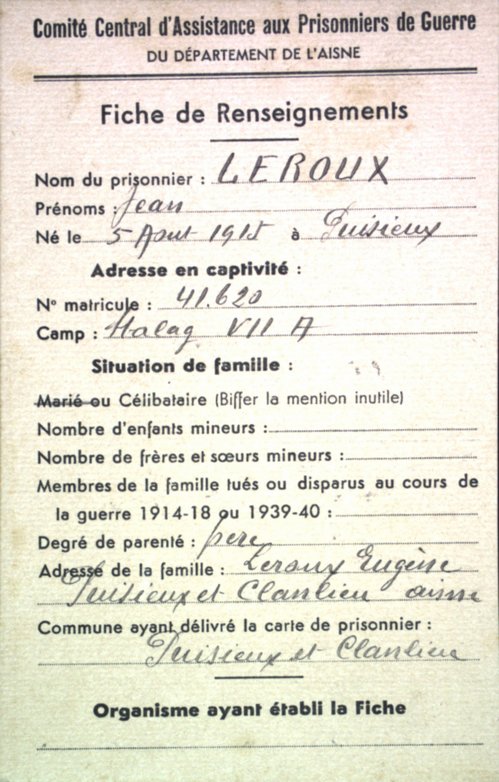 Comité Central d'Assistance aux Prisonniers de Guerre
DU DÉPARTEMENT DE L'AISNE
Fiche de Renseignements
Nom du prisonnier : LEROUX
Prénoms : Jean
Né le 5 Aout 1915 à Puisieux
Adresse en captivité :
N° matricule : 41.620
Camp : Stalag VII A
Situation de famille :
Marié ou Célibataire (Biffer la mention inutile)
Nombre d'enfants mineurs :
Nombre de frères et sœurs mineurs :
Membres de la famille tués ou disparus au cours de
la guerre 1914-18 ou 1939-40 :
Degré de parenté : père
Adresse de la famille : Leroux Eugène
Puisieux et Clanlieu aisne
Commune ayant délivré la carte de prisonnier :
Puisieux et Clanlieu
Organisme ayant établi la Fiche